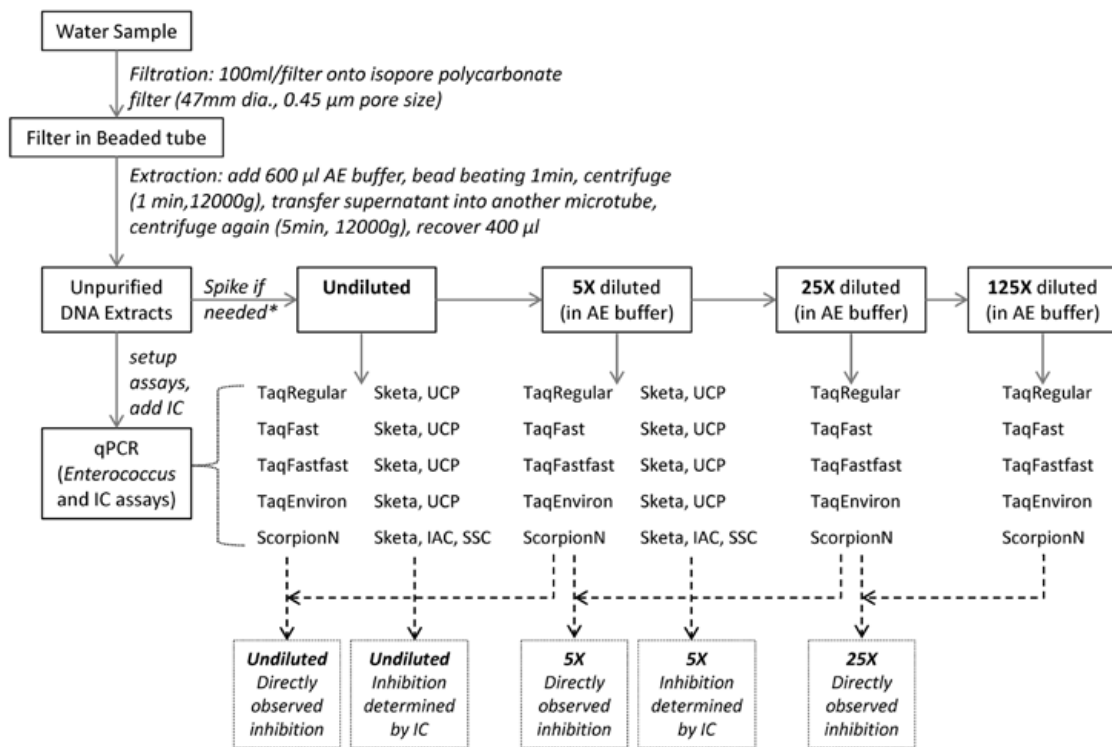 Water Sample
Filtration: 100ml/filter onto isopore polycarbonate
filter (47mm dia., 0.45 µm pore size)
Filter in Beaded tube
Extraction: add 600 µl AE buffer, bead beating 1min, centrifuge
(1 min,12000g), transfer supernatant into another microtube,
centrifuge again (5min, 12000g), recover 400 µl
Unpurified
DNA Extracts
Spike if
needed*
Undiluted
5X diluted
(in AE buffer)
25X diluted
(in AE buffer)
125X diluted
(in AE buffer)
setup
assays,
add IC
qPCR
(Enterococcus
and IC assays)
TaqRegular Sketa, UCP TaqRegular Sketa, UCP TaqRegular TaqRegular
TaqFast Sketa, UCP TaqFast Sketa, UCP TaqFast TaqFast
TaqFastfast Sketa, UCP TaqFastfast Sketa, UCP TaqFastfast TaqFastfast
TaqEnviron Sketa, UCP TaqEnviron Sketa, UCP TaqEnviron TaqEnviron
ScorpionN Sketa, IAC, SSC ScorpionN Sketa, IAC, SSC ScorpionN ScorpionN
Undiluted
Directly
observed
inhibition
Undiluted
Inhibition
determined
by IC
5X
Directly
observed
inhibition
5X
Inhibition
determined
by IC
25X
Directly
observed
inhibition